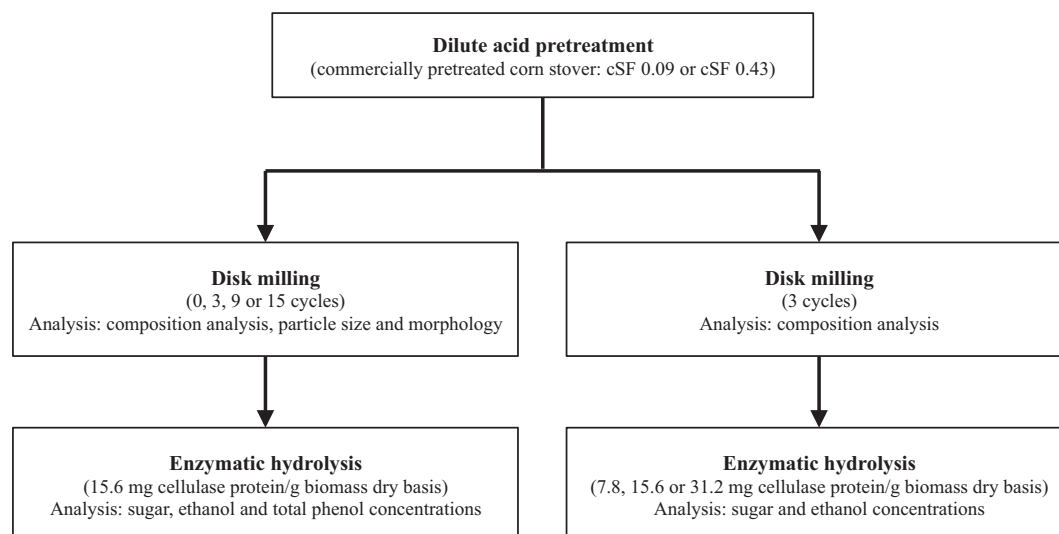 Dilute acid pretreatment
(commercially pretreated corn stover: cSF 0.09 or cSF 0.43)
Disk milling
(0, 3, 9 or 15 cycles)
Analysis: composition analysis, particle size and morphology
Disk milling
(3 cycles)
Analysis: composition analysis
Enzymatic hydrolysis
(15.6 mg cellulase protein/g biomass dry basis)
Analysis: sugar, ethanol and total phenol concentrations
Enzymatic hydrolysis
(7.8, 15.6 or 31.2 mg cellulase protein/g biomass dry basis)
Analysis: sugar and ethanol concentrations